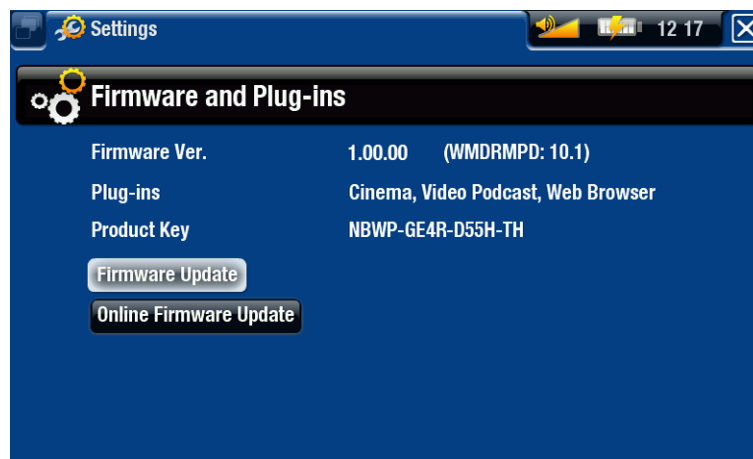 Settings
12 17
Firmware and Plug-ins
Firmware Ver. 1.00.00 (WMDRMPD: 10.1)
Plug-ins Cinema, Video Podcast, Web Browser
Product Key NBWP-GE4R-D55H-TH
Firmware Update
Online Firmware Update